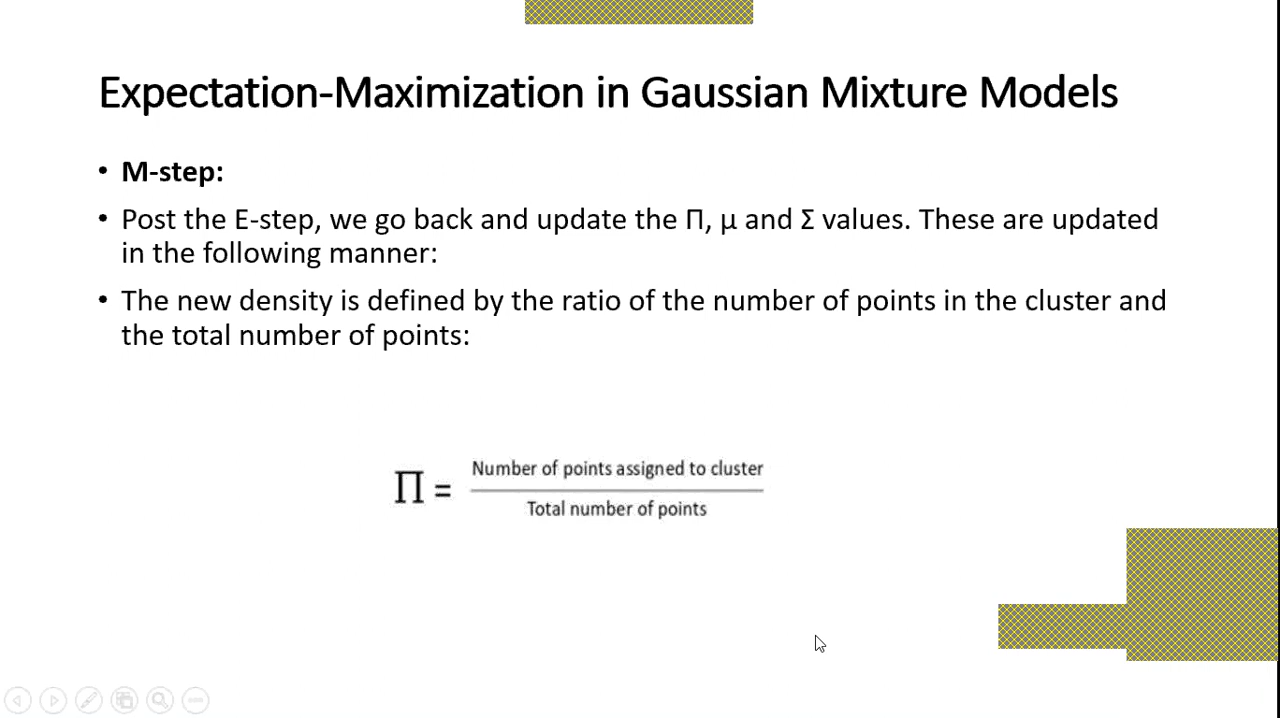 Expectation-Maximization in Gaussian Mixture Models
• M-step:
• Post the E-step, we go back and update the Π, μ and Σ values. These are updated
in the following manner:
• The new density is defined by the ratio of the number of points in the cluster and
the total number of points:
Π = Number of points assigned to cluster
Total number of points